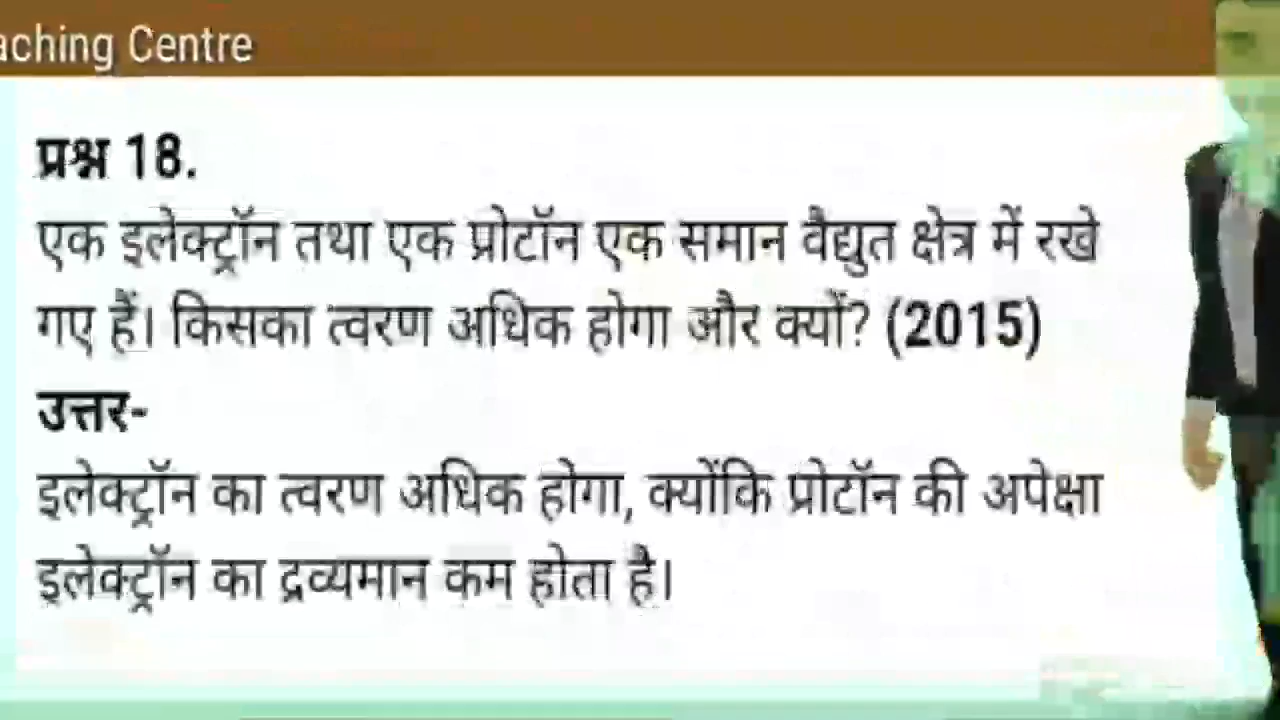 aching Centre
प्रश्न 18.
एक इलेक्ट्रॉन तथा एक प्रोटॉन एक समान वैद्युत क्षेत्र में रखे
गए हैं। किसका त्वरण अधिक होगा और क्यों? (2015)
उत्तर-
इलेक्ट्रॉन का त्वरण अधिक होगा, क्योंकि प्रोटॉन की अपेक्षा
इलेक्ट्रॉन का द्रव्यमान कम होता है।